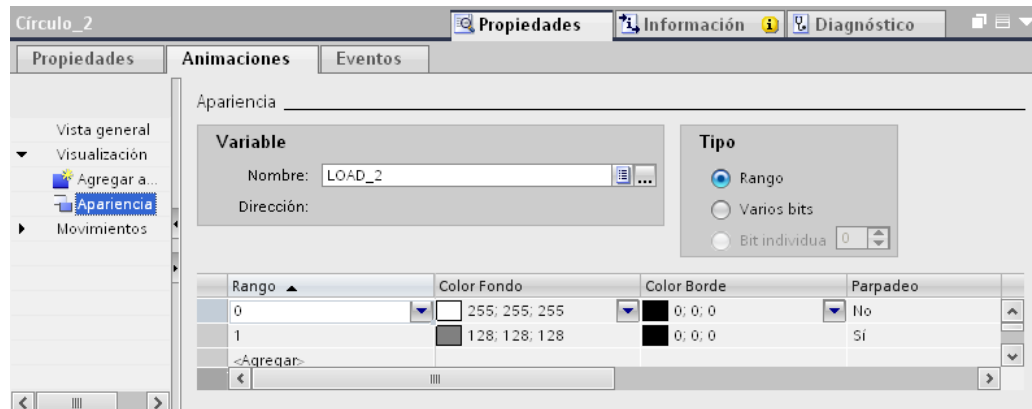 Círculo_2
Propiedades
Información
Diagnóstico
Propiedades
Animaciones
Eventos
Apariencia
Vista general
Visualización
Agregar a...
Apariencia
Movimientos
Variable
Nombre: LOAD_2 ...
Dirección:
Tipo
Rango
Varios bits
Bit individua 0
Rango Color Fondo Color Borde Parpadeo
0 255; 255; 255 0; 0; 0 No
1 128; 128; 128 0; 0; 0 Sí
<Agregar>